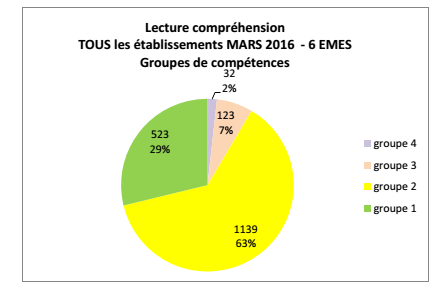 Lecture compréhension
TOUS les établissements MARS 2016 - 6 EMES
Groupes de compétences
32
2%
123
7%
523
29%
1139
63%
groupe 4
groupe 3
groupe 2
groupe 1